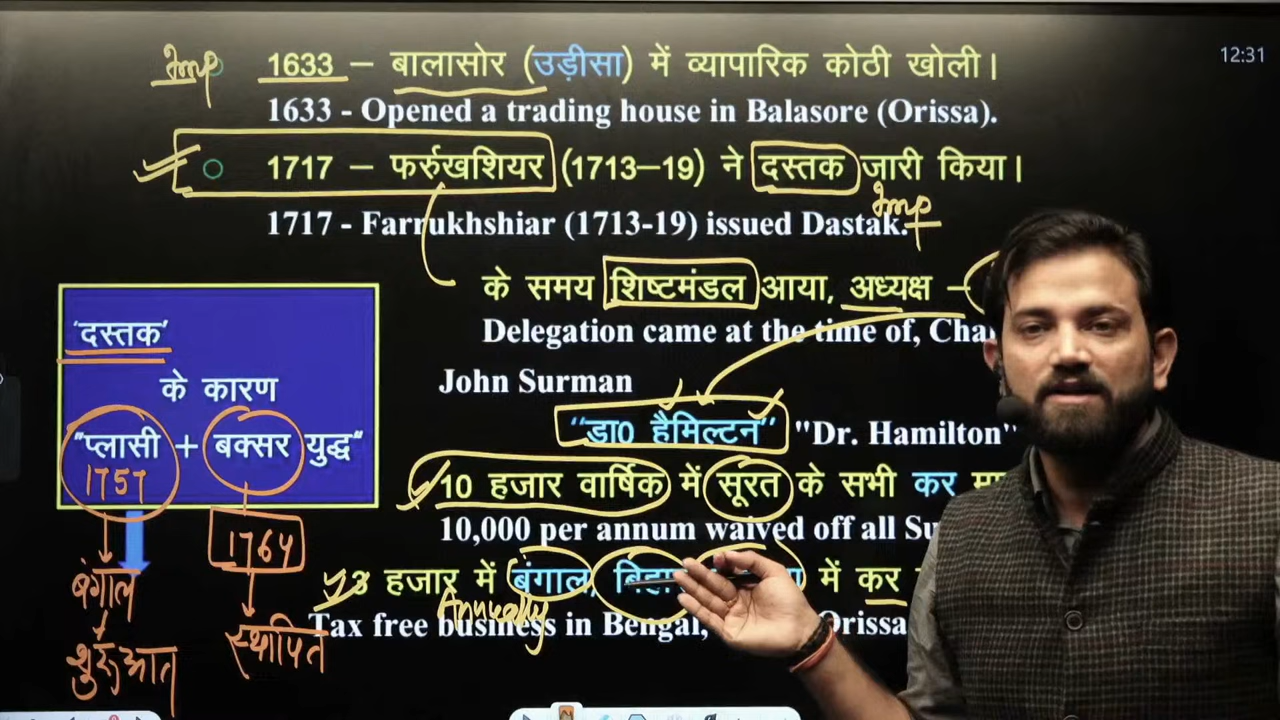 12:31
Imp 1633 – बालासोर (उड़ीसा) में व्यापारिक कोठी खोली।
1633 - Opened a trading house in Balasore (Orissa).
1717 – फर्रुखशियर (1713–19) ने दस्तक जारी किया।
Imp
1717 - Farrukhshiar (1713-19) issued Dastak.
के समय शिष्टमंडल आया, अध्यक्ष –
Delegation came at the time of,
John Surman
"डा0 हैमिल्टन" "Dr. Hamilton"
10 हजार वार्षिक में सूरत के सभी कर
10,000 per annum waived off all
3 हजार में बंगाल, में कर
Annually
Tax free business in Bengal, Orissa
'दस्तक'
के कारण
"प्लासी + बक्सर युद्ध"
1757
1764
बंगाल
शुरुआत
स्थापित